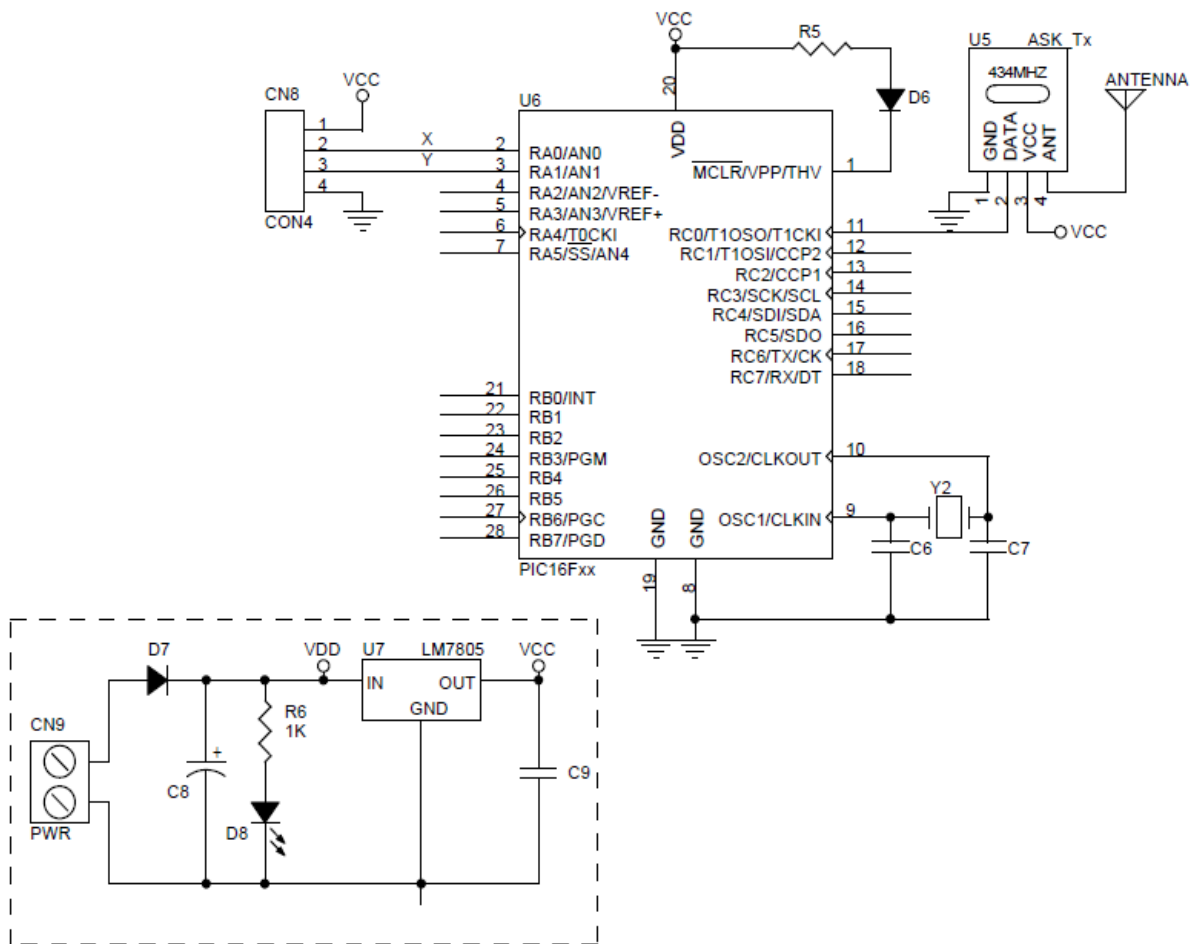 VCC
R5
U5 ASK_Tx
434MHZ
GND DATA VCC ANT
1 2 3 4
ANTENNA
VCC
D6
CN8
VCC
1
2
3
4
CON4
X
Y
U6
20
VDD
2 RA0/AN0
3 RA1/AN1
4 RA2/AN2/VREF-
5 RA3/AN3/VREF+
6 RA4/T0CKI
7 RA5/SS/AN4
21 RB0/INT
22 RB1
23 RB2
24 RB3/PGM
25 RB4
26 RB5
27 RB6/PGC
28 RB7/PGD
MCLR/VPP/THV 1
RC0/T1OSO/T1CKI 11
RC1/T1OSI/CCP2 12
RC2/CCP1 13
RC3/SCK/SCL 14
RC4/SDI/SDA 15
RC5/SDO 16
RC6/TX/CK 17
RC7/RX/DT 18
OSC2/CLKOUT 10
OSC1/CLKIN 9
Y2
C6
C7
GND GND
19 8
PIC16Fxx
D7
VDD
U7 LM7805
VCC
IN OUT
GND
CN9
PWR
R6
1K
+
C8
D8
C9